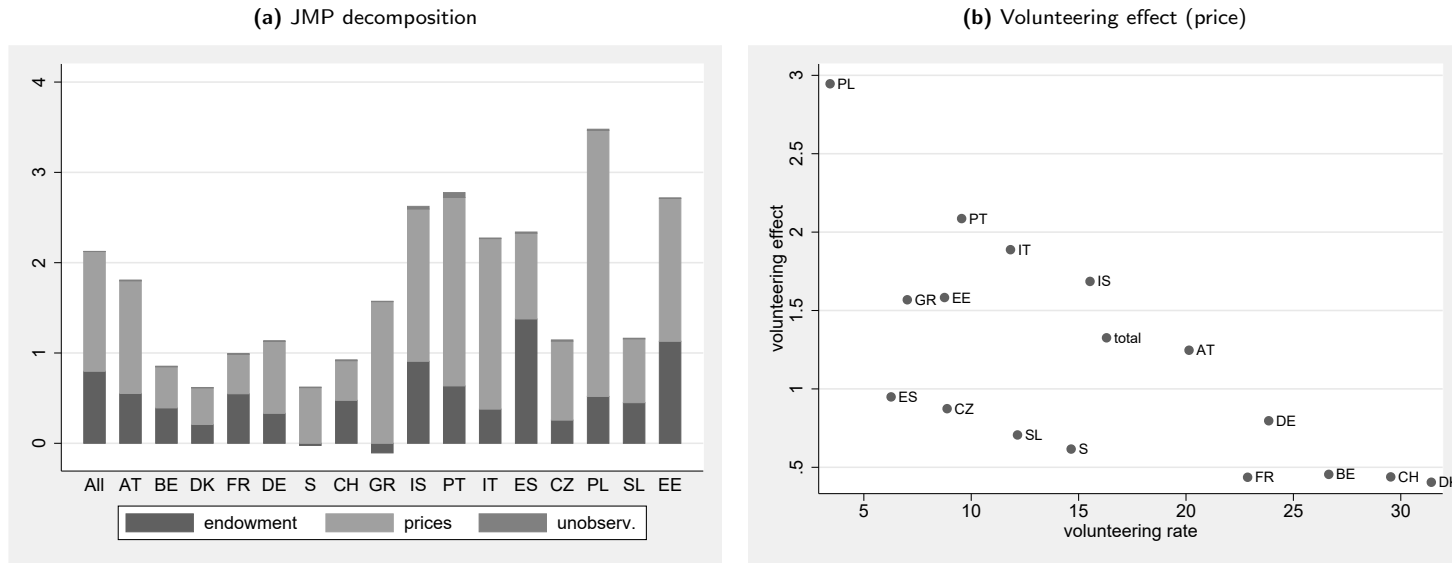 (a) JMP decomposition
4
3
2
1
0
All AT BE DK FR DE S CH GR IS PT IT ES CZ PL SL EE
endowment prices unobserv.
(b) Volunteering effect (price)
volunteering effect
3
2.5
2
1.5
1
.5
PL
PT
IT
IS
GR
EE
total
AT
ES
CZ
DE
SL
S
FR
BE
CH
5 10 15 20 25 30
volunteering rate